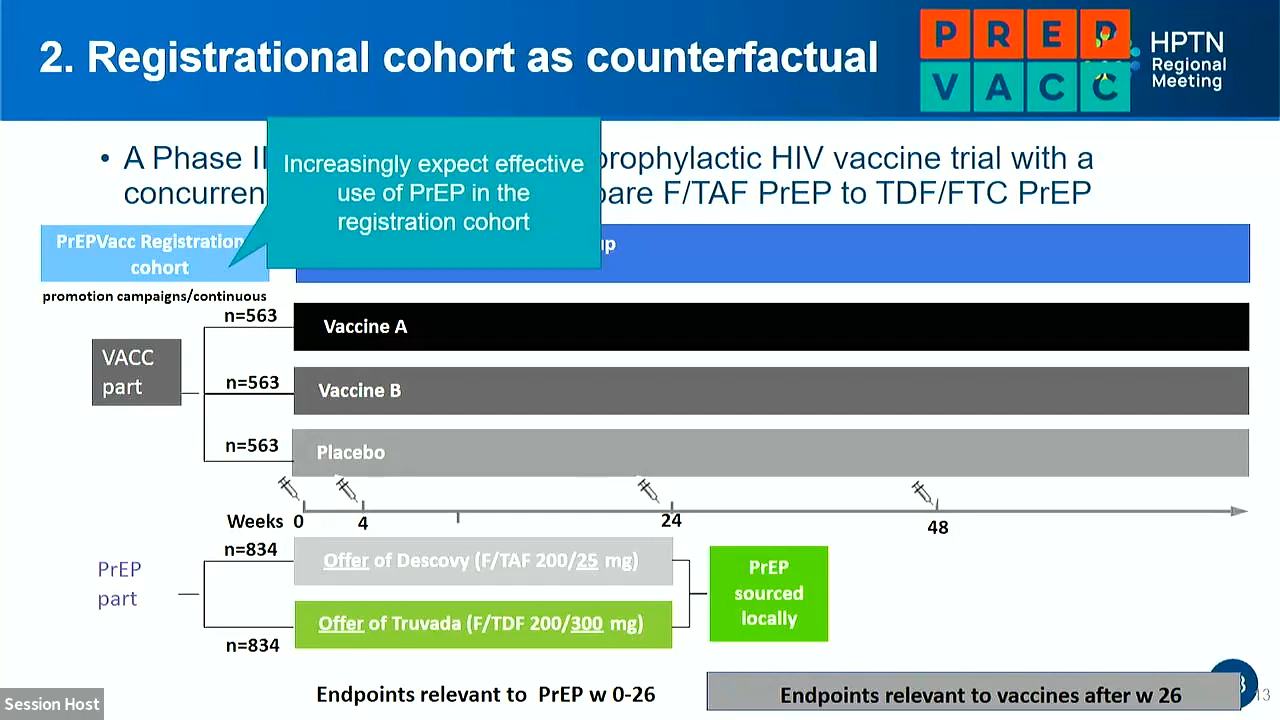 2. Registrational cohort as counterfactual
PREP
VACC
HPTN
Regional
Meeting
• A Phase II
prophylactic HIV vaccine trial with a
concurren
pare F/TAF PrEP to TDF/FTC PrEP
Increasingly expect effective
use of PrEP in the
registration cohort
PrEPVacc Registration
cohort
up
promotion campaigns/continuous
n=563
Vaccine A
VACC
part
n=563
Vaccine B
n=563
Placebo
Weeks 0 4 24 48
n=834
Offer of Descovy (F/TAF 200/25 mg)
PrEP
part
PrEP
sourced
locally
Offer of Truvada (F/TDF 200/300 mg)
n=834
Endpoints relevant to PrEP w 0-26
Endpoints relevant to vaccines after w 26
13
Session Host